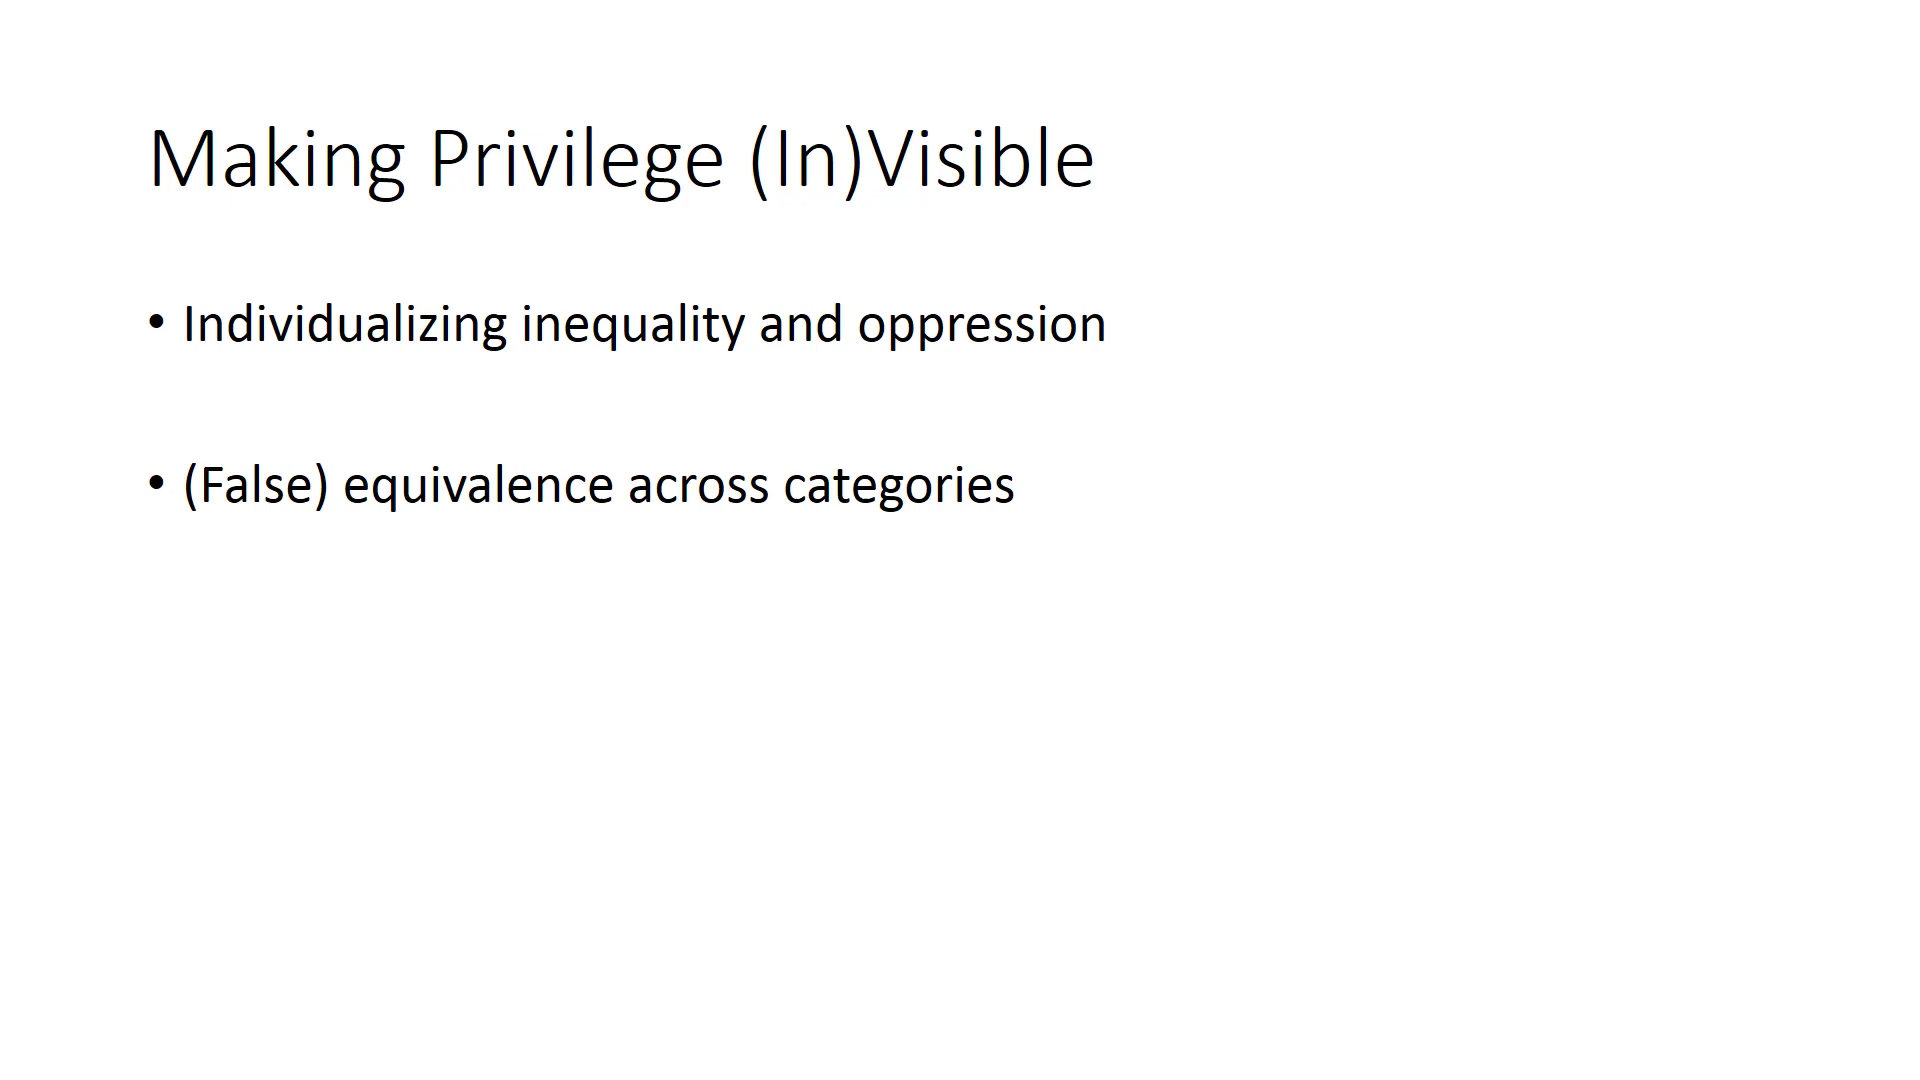 Making Privilege (In)Visible
• Individualizing inequality and oppression
• (False) equivalence across categories